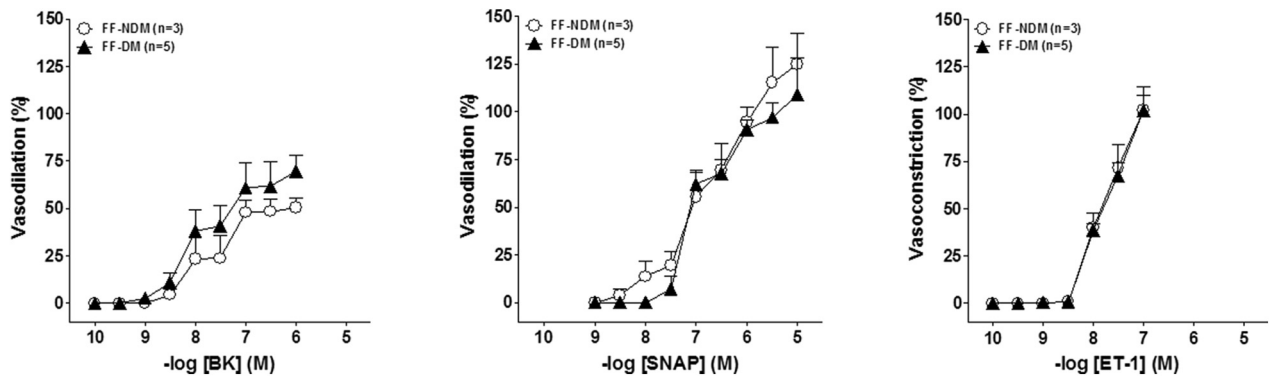 150
125
100
75
50
25
0
Vasodilation (%)
FF-NDM (n=3)
FF-DM (n=5)
10 9 8 7 6 5
-log [BK] (M)
150
125
100
75
50
25
0
Vasodilation (%)
FF-NDM (n=3)
FF-DM (n=5)
10 9 8 7 6 5
-log [SNAP] (M)
150
125
100
75
50
25
0
Vasoconstriction (%)
FF-NDM (n=3)
FF-DM (n=5)
10 9 8 7 6 5
-log [ET-1] (M)